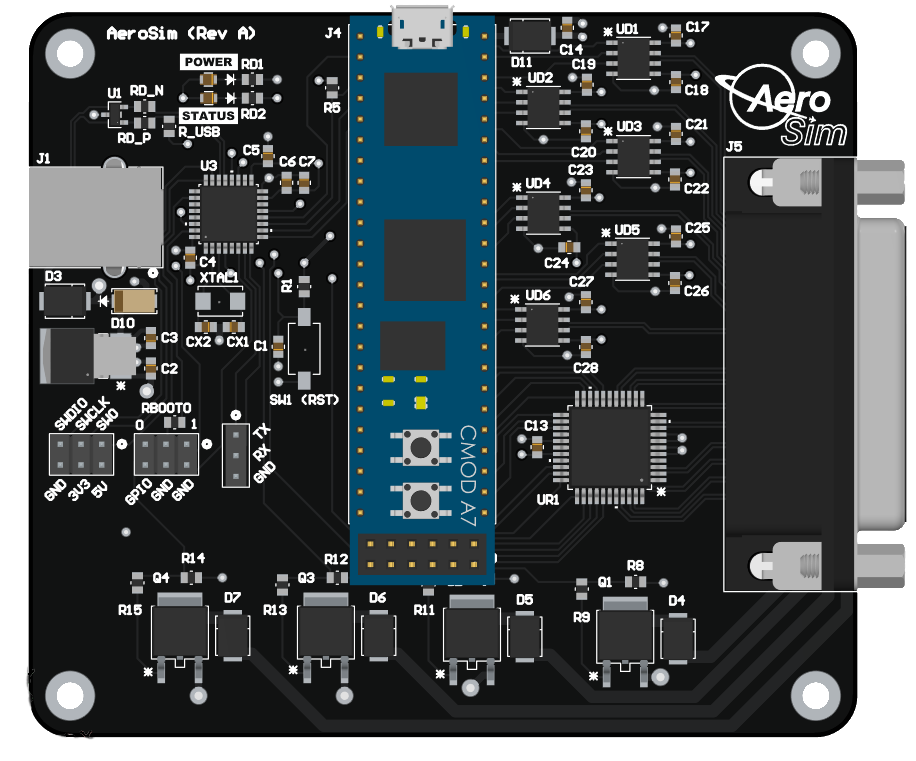 AeroSim (Rev A)
J4
POWER
RD1
STATUS
RD2
U1
RD_N
RD_P
R_USB
R5
J1
U3
C5
C6
C7
C4
XTAL1
D3
D10
C3
C2
CX2
CX1
C1
R1
SW1 (RST)
SWDIO
SWCLK
SWO
GND
3V3
5V
RBOOT0
0
1
GPIO
GND
GND
TX
RX
GND
CMOD A7
D11
C14
UD1
C17
C19
UD2
C18
C20
UD3
C21
C23
C22
UD4
C24
UD5
C25
C26
C27
UD6
C28
C13
UR1
Aero
Sim
J5
R14
Q4
R15
D7
R12
Q3
R13
D6
R11
D5
R8
Q1
R9
D4